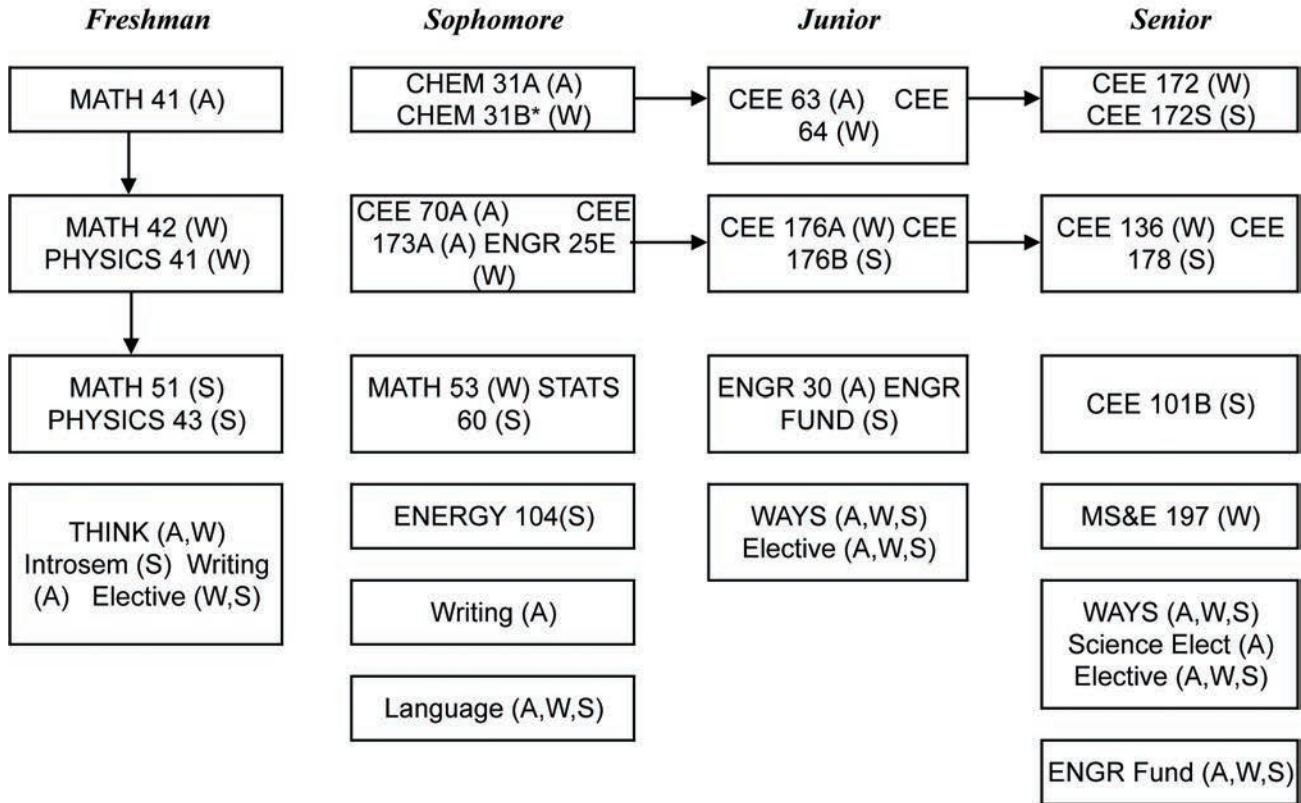 Freshman
Sophomore
Junior
Senior
MATH 41 (A)
MATH 42 (W)
PHYSICS 41 (W)
MATH 51 (S)
PHYSICS 43 (S)
THINK (A,W)
Introsem (S) Writing
(A) Elective (W,S)
CHEM 31A (A)
CHEM 31B* (W)
CEE 70A (A) CEE
173A (A) ENGR 25E
(W)
MATH 53 (W) STATS
60 (S)
ENERGY 104(S)
Writing (A)
Language (A,W,S)
CEE 63 (A) CEE
64 (W)
CEE 176A (W) CEE
176B (S)
ENGR 30 (A) ENGR
FUND (S)
WAYS (A,W,S)
Elective (A,W,S)
CEE 172 (W)
CEE 172S (S)
CEE 136 (W) CEE
178 (S)
CEE 101B (S)
MS&E 197 (W)
WAYS (A,W,S)
Science Elect (A)
Elective (A,W,S)
ENGR Fund (A,W,S)